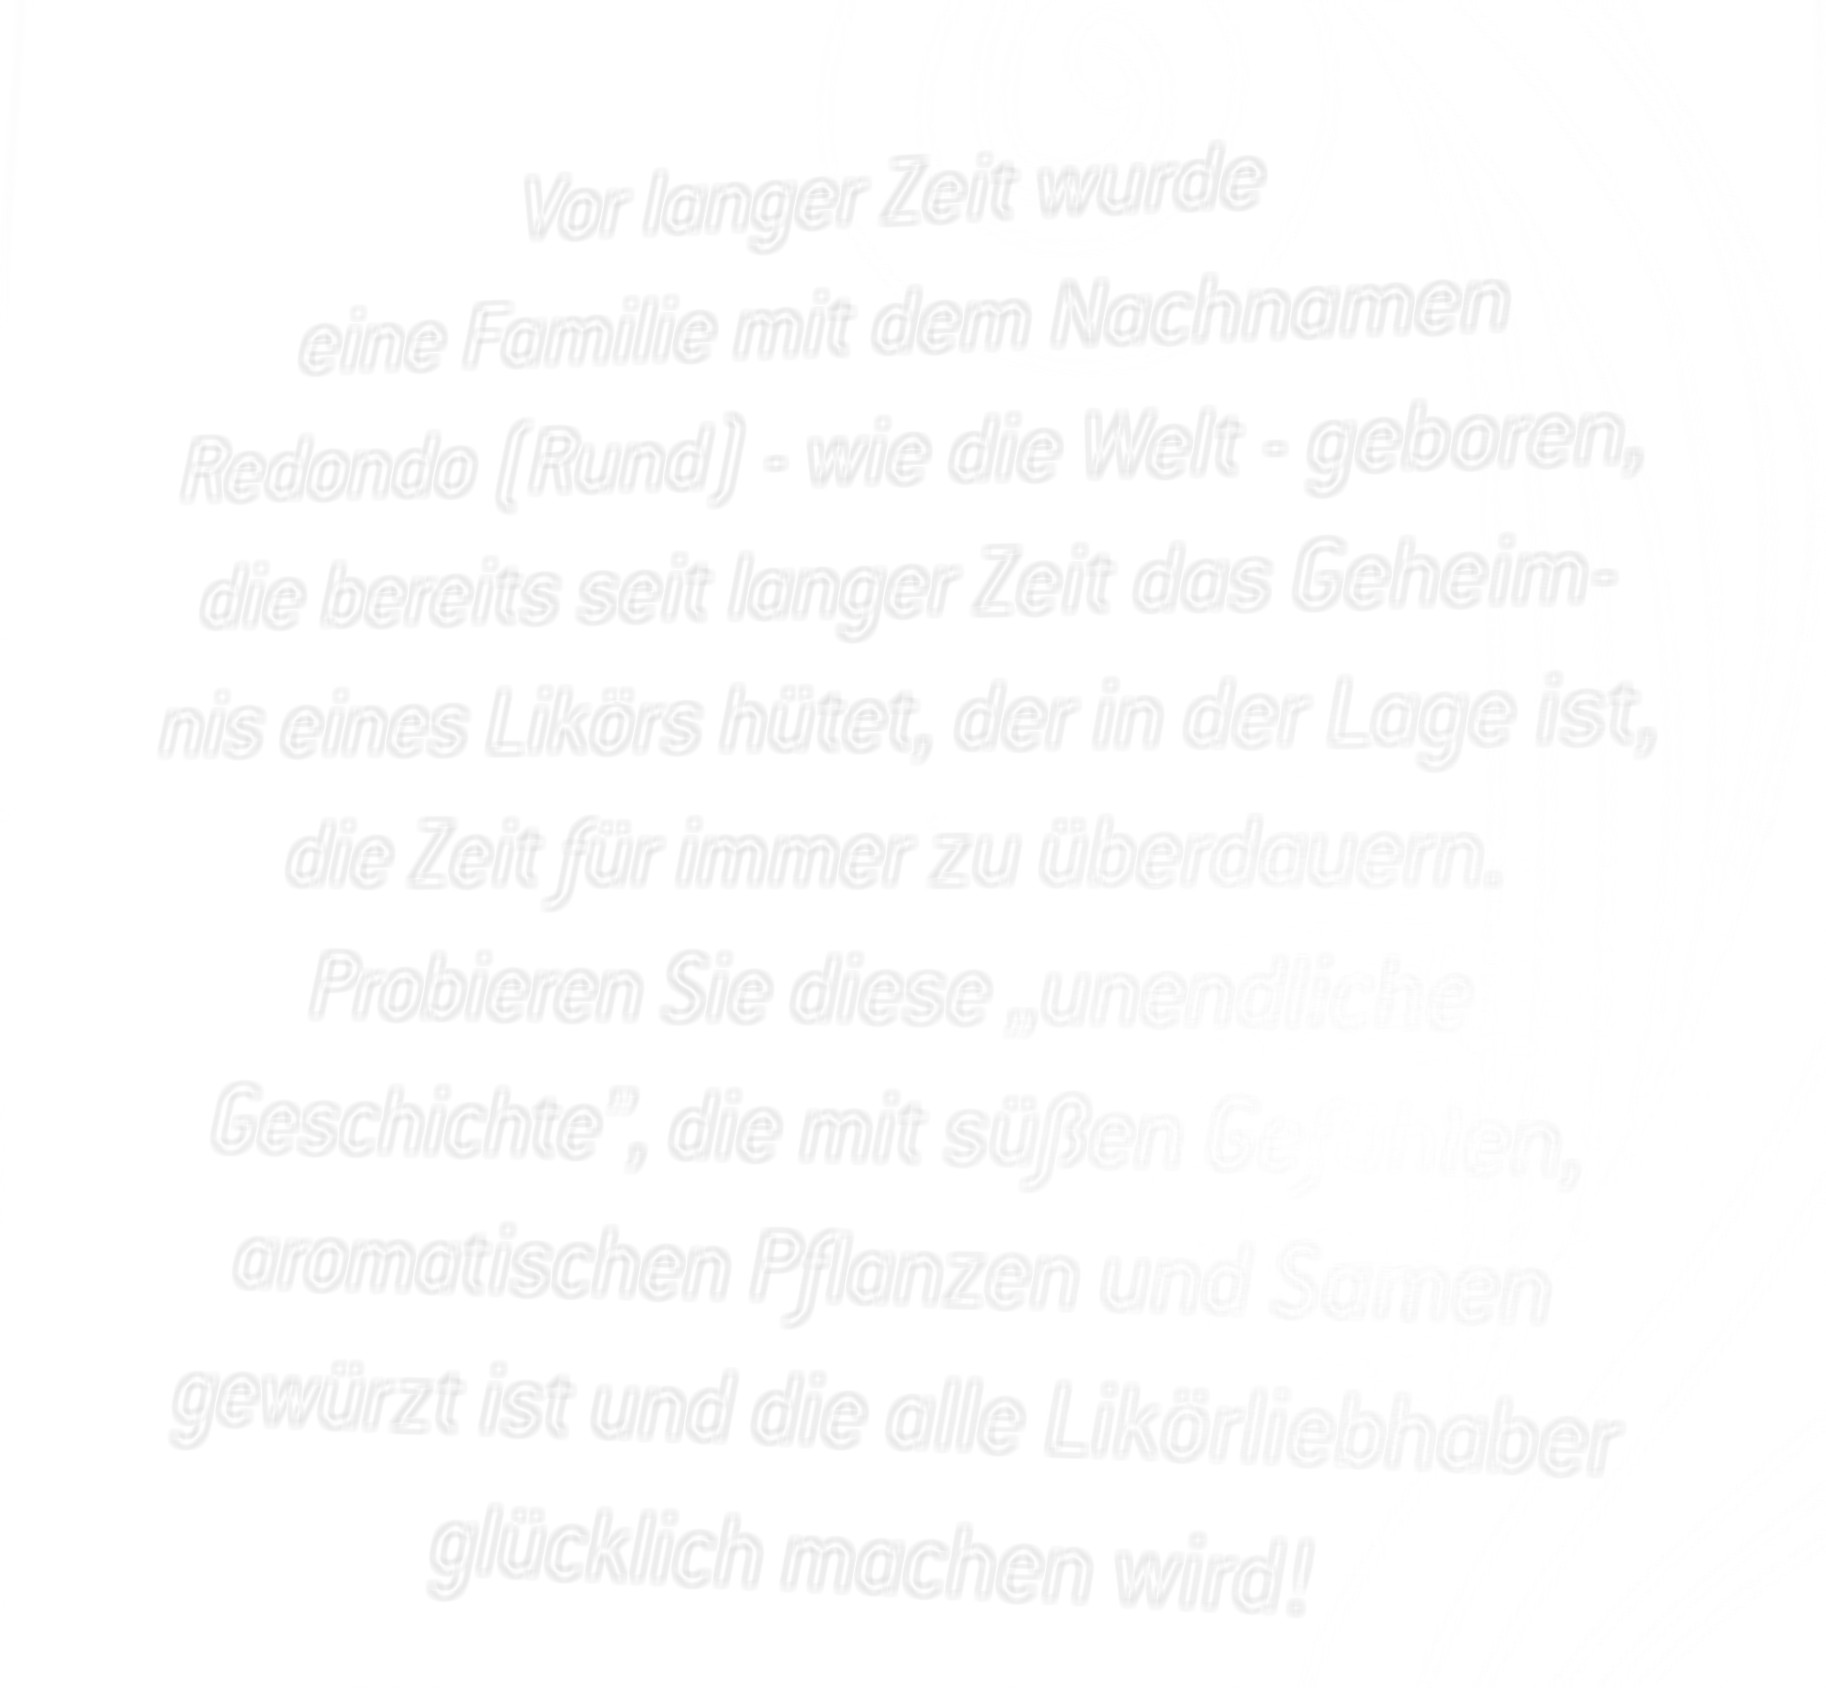 Vor langer Zeit wurde
eine Familie mit dem Nachnamen
Redondo (Rund) - wie die Welt - geboren,
die bereits seit langer Zeit das Geheim-
nis eines Likörs hütet, der in der Lage ist,
die Zeit für immer zu überdauern.
Probieren Sie diese „unendliche
Geschichte”, die mit süßen Gefühlen,
aromatischen Pflanzen und Samen
gewürzt ist und die alle Likörliebhaber
glücklich machen wird!